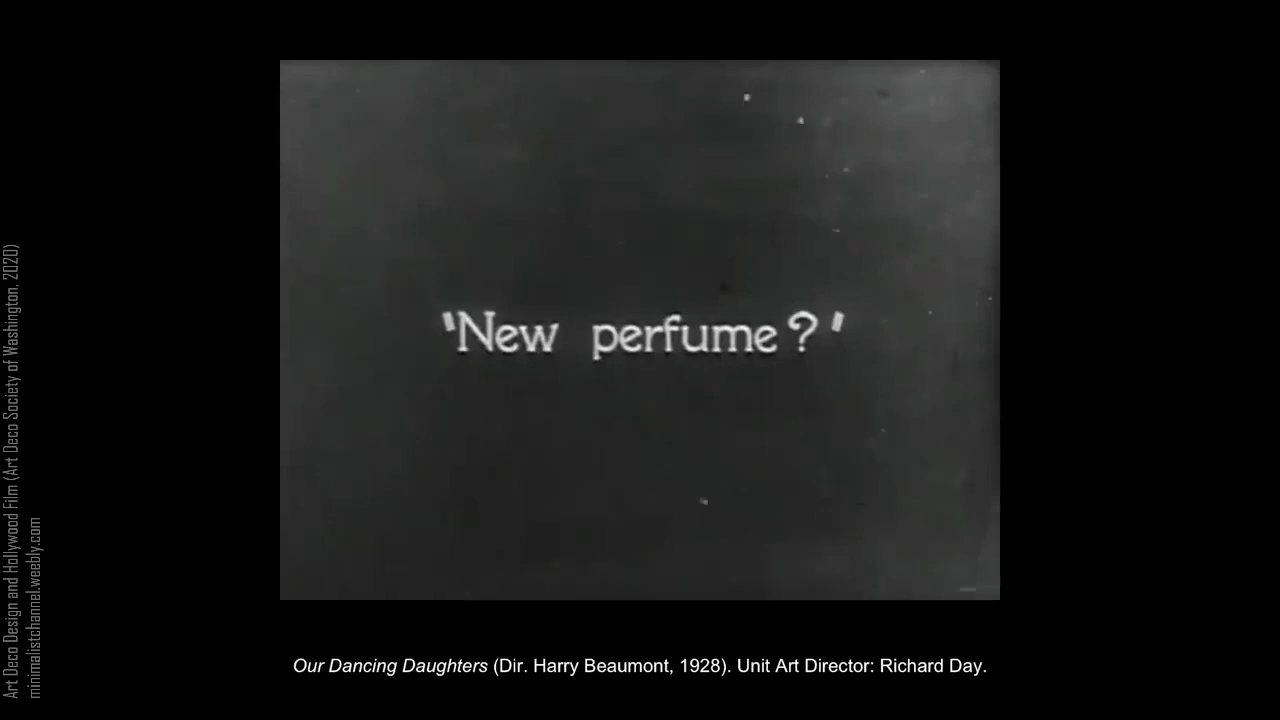 "New perfume?"
Our Dancing Daughters (Dir. Harry Beaumont, 1928). Unit Art Director: Richard Day.
Art Deco Design and Hollywood Film (Art Deco Society of Washington, 2020)
minimalistchannel.weebly.com